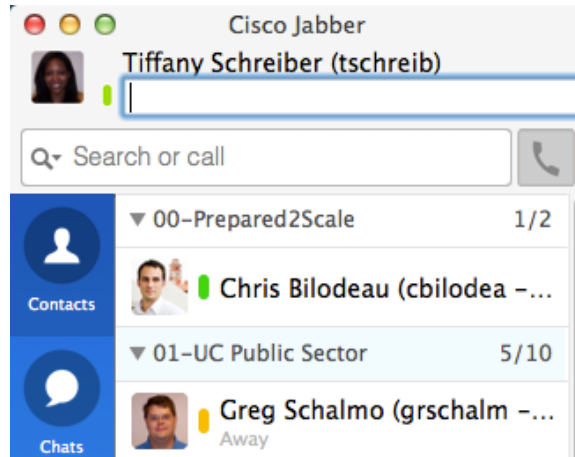 Cisco Jabber
Tiffany Schreiber (tschreib)
Search or call
00-Prepared2Scale 1/2
Contacts
Chris Bilodeau (cbilodea -...
01-UC Public Sector 5/10
Chats
Greg Schalmo (grschalm -...
Away